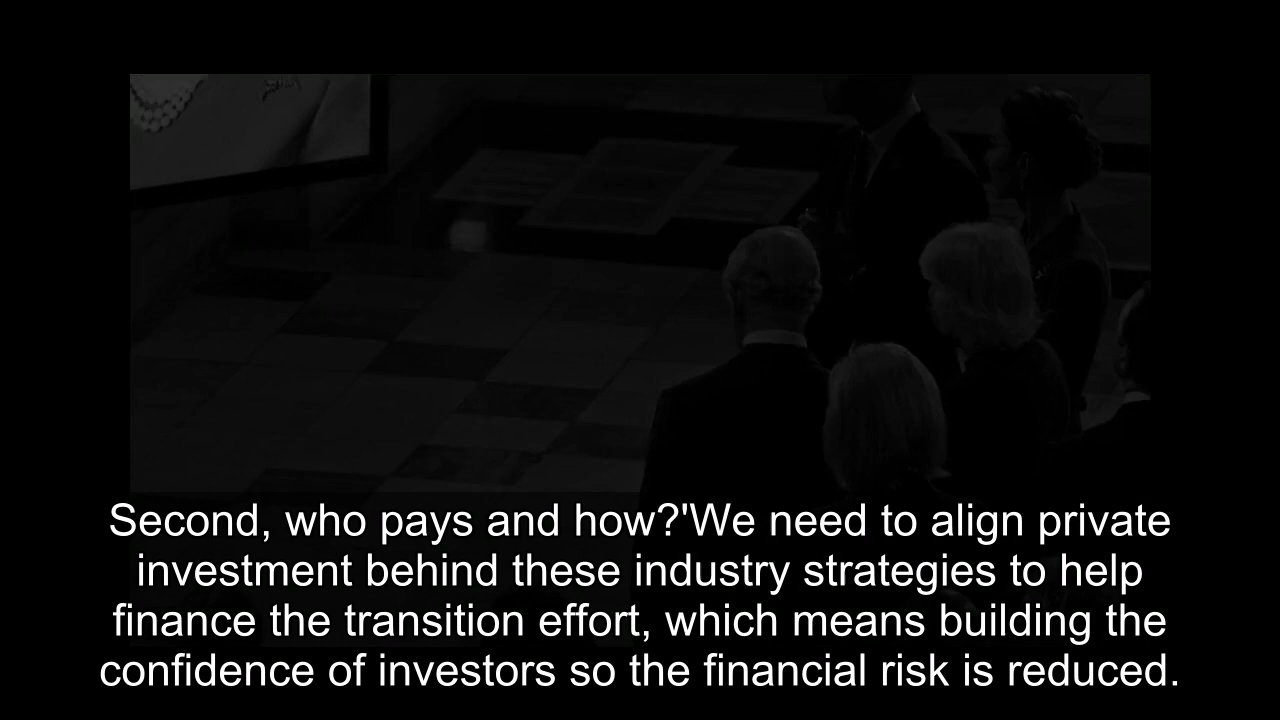 Second, who pays and how?'We need to align private
investment behind these industry strategies to help
finance the transition effort, which means building the
confidence of investors so the financial risk is reduced.